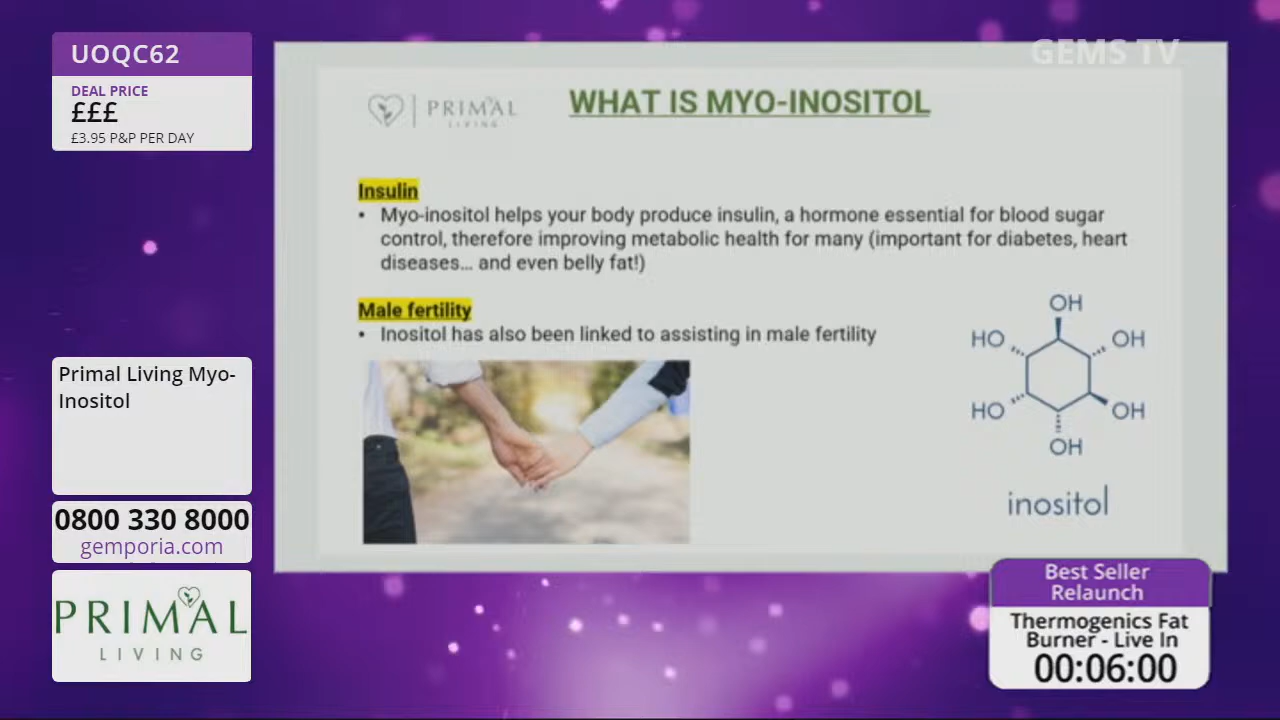 UOQC62
DEAL PRICE
£££
£3.95 P&P PER DAY
GEMS TV
PRIMAL
LIVING
WHAT IS MYO-INOSITOL
Insulin
• Myo-inositol helps your body produce insulin, a hormone essential for blood sugar
control, therefore improving metabolic health for many (important for diabetes, heart
diseases... and even belly fat!)
Male fertility
• Inositol has also been linked to assisting in male fertility
OH
HO
OH
HO
OH
OH
inositol
Primal Living Myo-
Inositol
0800 330 8000
gemporia.com
PRIMAL
LIVING
Best Seller
Relaunch
Thermogenics Fat
Burner - Live In
00:06:00